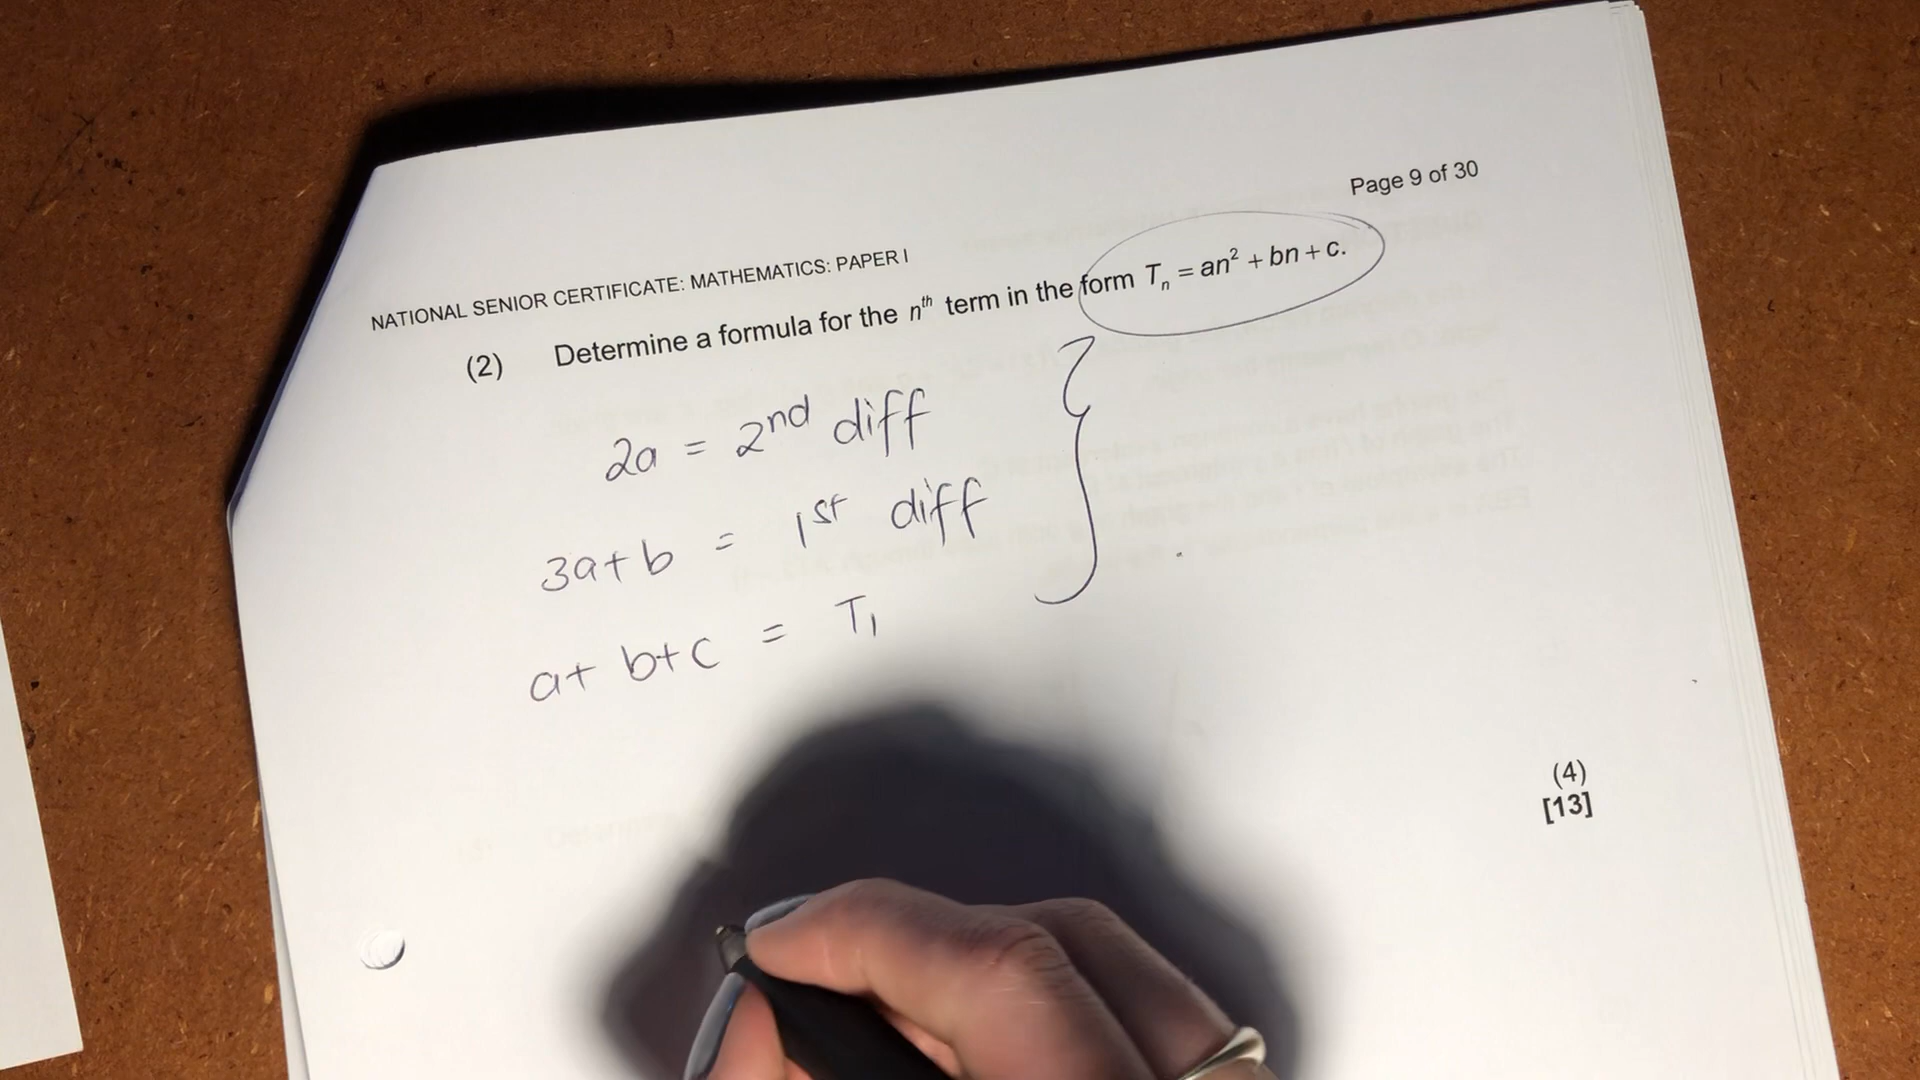 Page 9 of 30
NATIONAL SENIOR CERTIFICATE: MATHEMATICS: PAPER I
(2) Determine a formula for the nth term in the form Tn = an² + bn + c.
2a = 2nd diff
3a+b = 1st diff
a+ b+c = T1
(4)
[13]